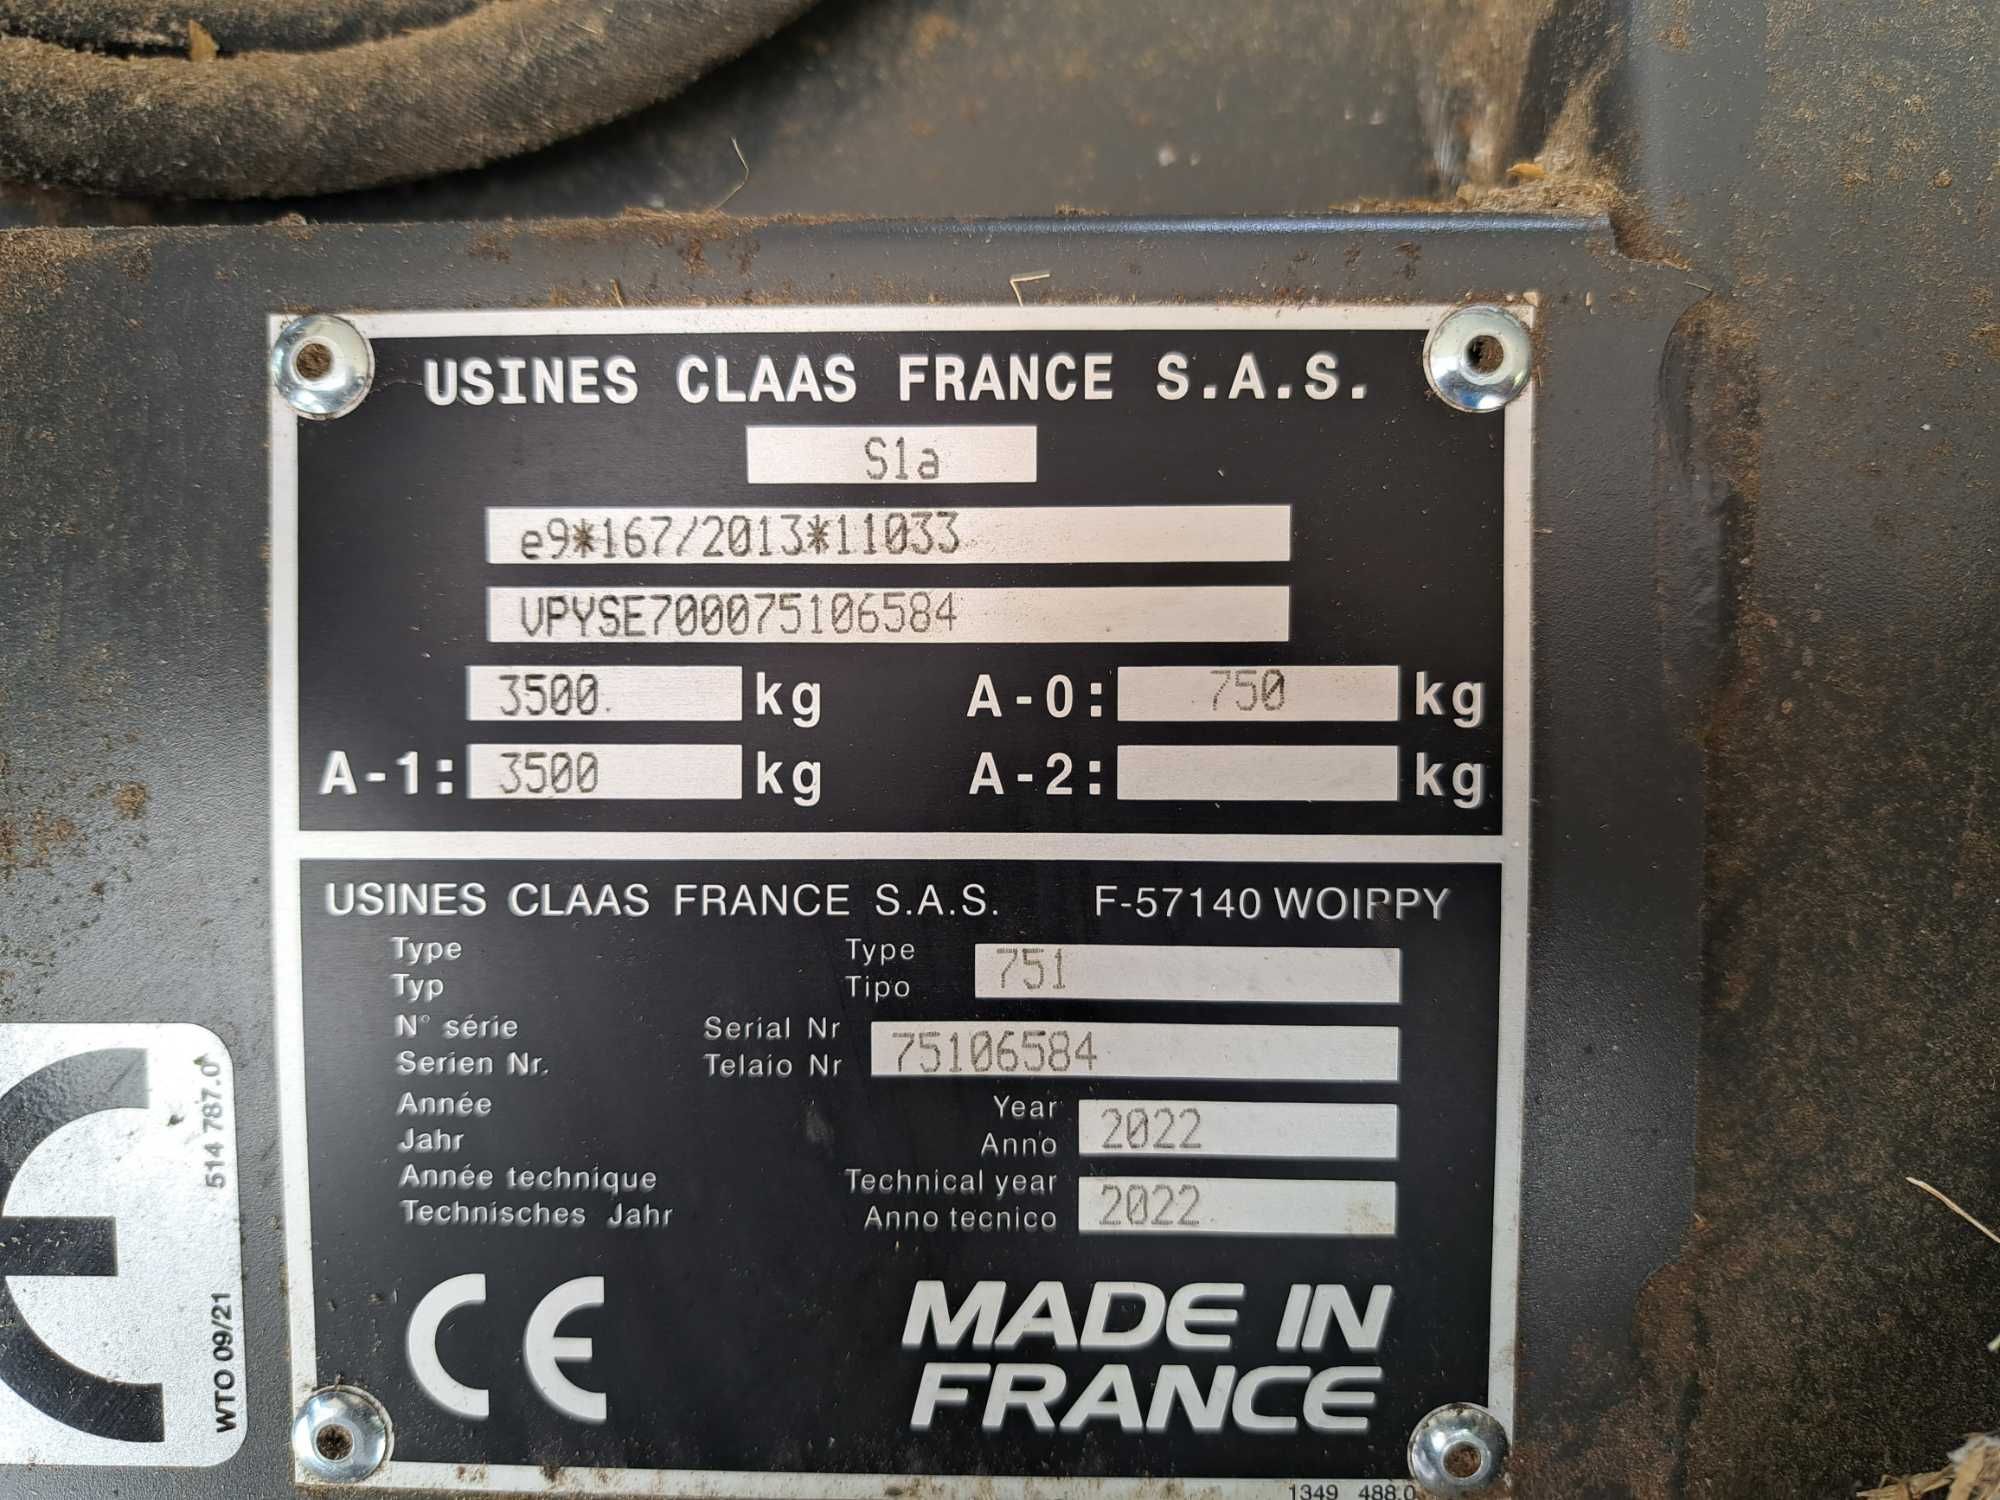 USINES CLAAS FRANCE S.A.S.
S1a
e9*167/2013*11033
VPYSE700075106584
3500 kg A-0: 750 kg
A-1: 3500 kg A-2: kg
USINES CLAAS FRANCE S.A.S. F-57140 WOIPPY
Type Type 751
Typ Tipo
N° série Serial Nr 75106584
Serien Nr. Telaio Nr
Année Year 2022
Jahr Anno
Année technique Technical year 2022
Technisches Jahr Anno tecnico
CE MADE IN
FRANCE
1349 488.0
514 787.0
WTO 09/21